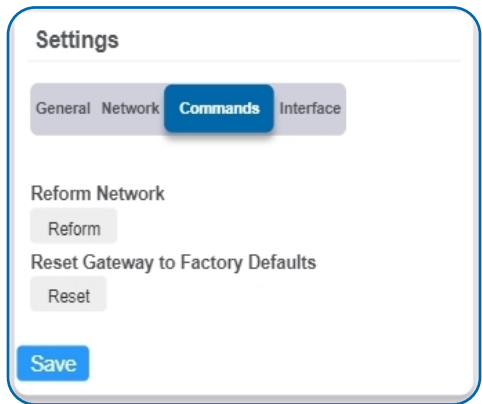 Settings
General Network Commands Interface
Reform Network
Reform
Reset Gateway to Factory Defaults
Reset
Save